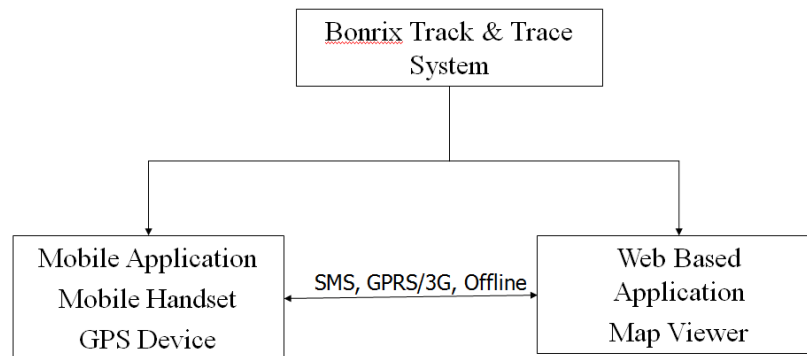 Bonrix Track & Trace
System
Mobile Application
Mobile Handset
GPS Device
SMS, GPRS/3G, Offline
Web Based
Application
Map Viewer